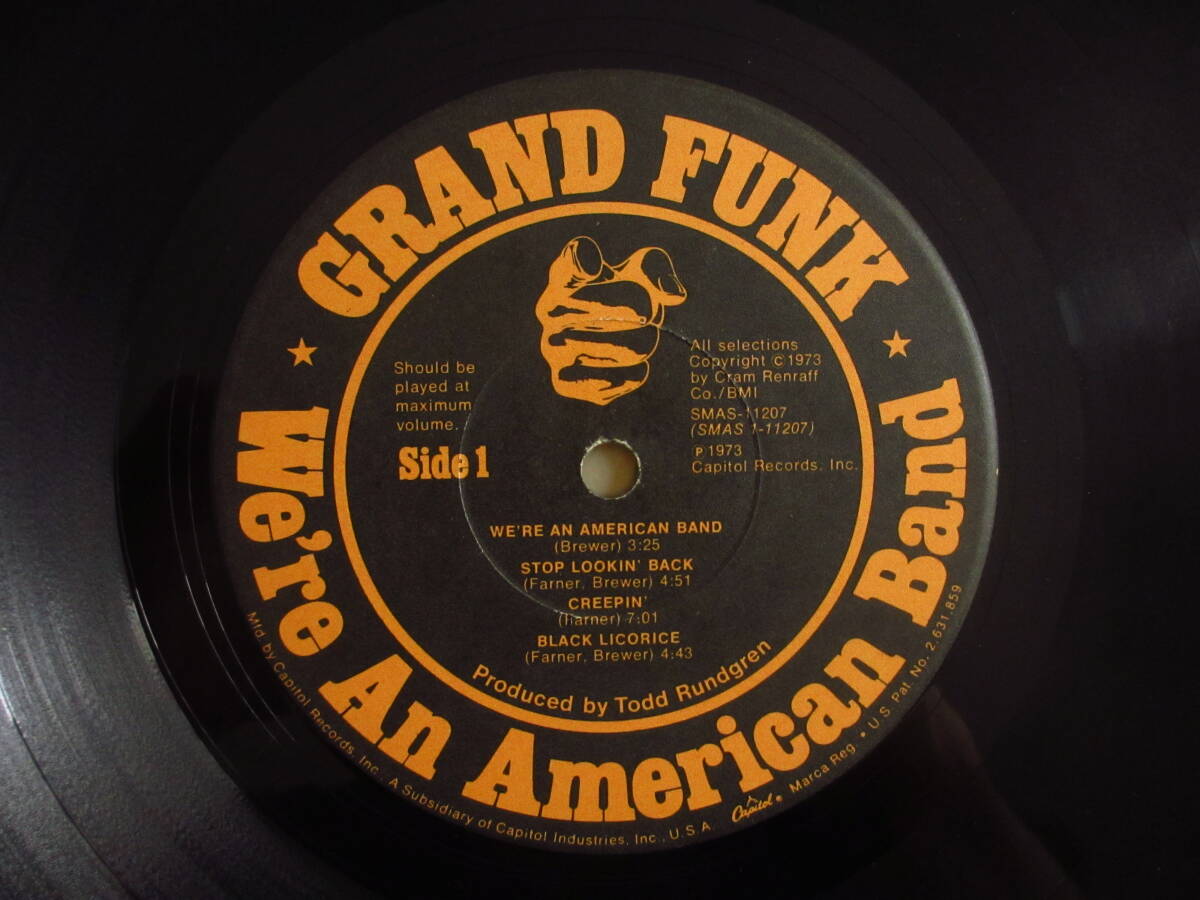 GRAND FUNK
We're An American Band
Should be
played at
maximum
volume.
Side 1
All selections
Copyright ©1973
by Cram Renraff
Co./BMI
SMAS-11207
(SMAS 1-11207)
℗1973
Capitol Records, Inc.
WE'RE AN AMERICAN BAND
(Brewer) 3:25
STOP LOOKIN' BACK
(Farner, Brewer) 4:51
CREEPIN'
(Farner) 7:01
BLACK LICORICE
(Farner, Brewer) 4:43
Produced by Todd Rundgren
Mfd. by Capitol Records, Inc., A Subsidiary of Capitol Industries, Inc., U.S.A. Capitol ® Marca Reg. • U.S. Pat. No. 2,631,859